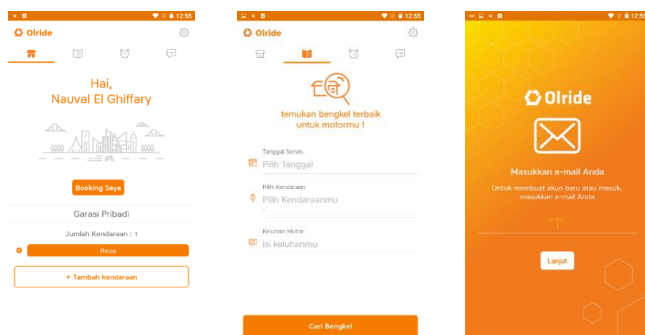 12:55
Olride
Hai,
Nauval El Ghiffary
Booking Saya
Garasi Pribadi
Jumlah Kendaraan : 1
Reza
+ Tambah kendaraan
12:55
Olride
temukan bengkel terbaik
untuk motormu !
Tanggal Servis
Pilih Tanggal
Pilih Kendaraan
Pilih Kendaraanmu
Keluhan Motor
isi keluhanmu
Cari Bengkel
12:55
Olride
Masukkan e-mail Anda
Untuk membuat akun baru atau masuk,
masukkan e-mail Anda
Lanjut